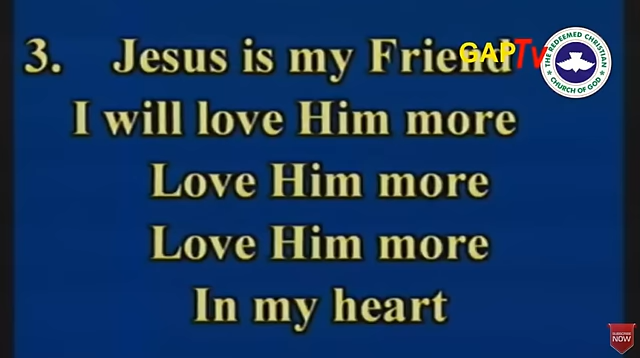 3. Jesus is my Friend
I will love Him more
Love Him more
Love Him more
In my heart
GAPTv
THE REDEEMED CHRISTIAN
CHURCH OF GOD
SUBSCRIBE
NOW